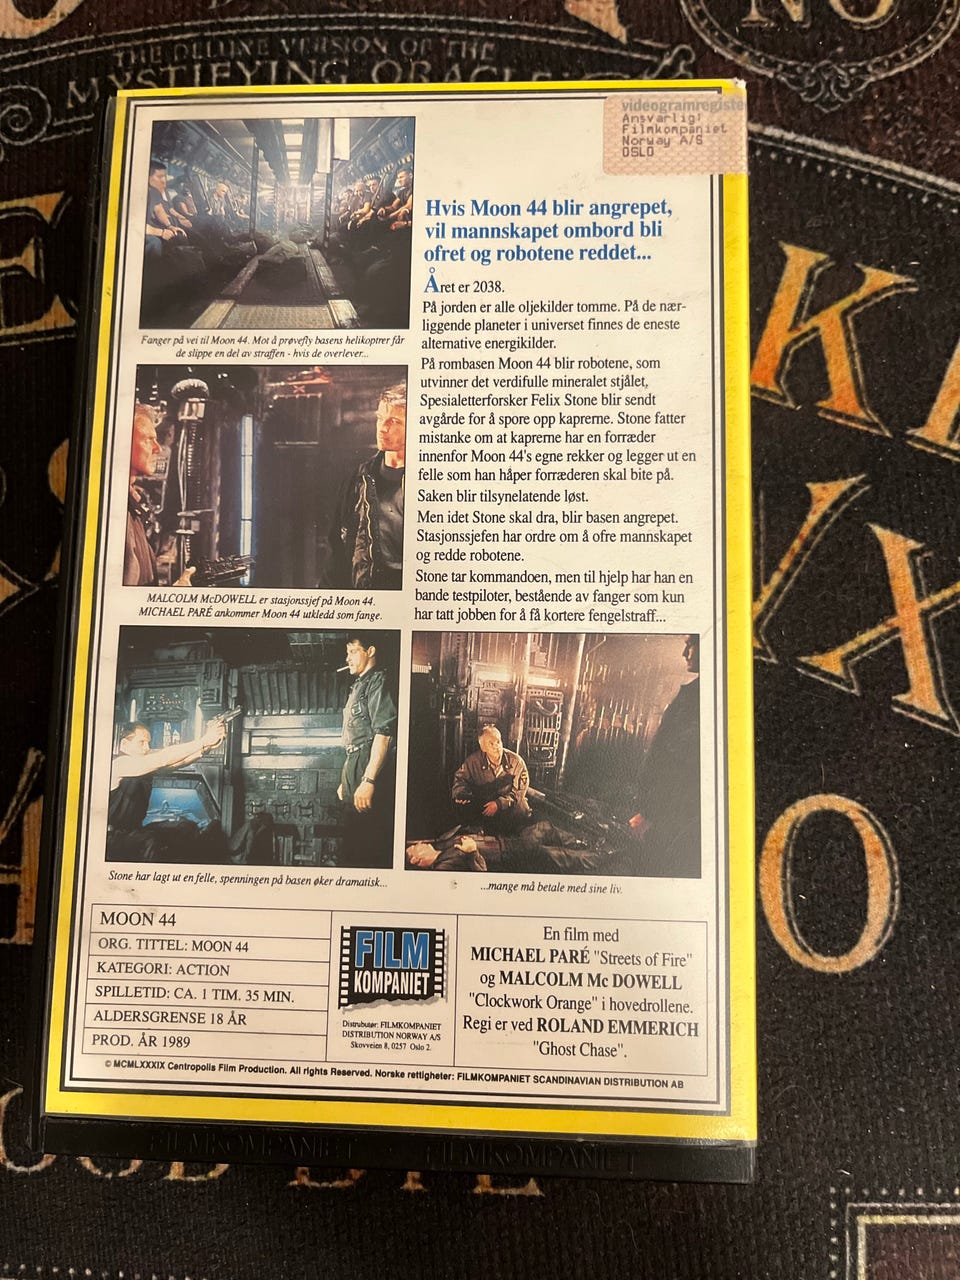 NO
THE DELUXE VERSION OF THE
MYSTIFYING ORACLE
videogramregiste
Ansvarlig:
Filmkompaniet
Norway A/S
OSLO
Hvis Moon 44 blir angrepet,
vil mannskapet ombord bli
ofret og robotene reddet...
Året er 2038.
På jorden er alle oljekilder tomme. På de nær-
liggende planeter i universet finnes de eneste
alternative energikilder.
På rombasen Moon 44 blir robotene, som
utvinner det verdifulle mineralet stjålet,
Spesialetterforsker Felix Stone blir sendt
avgårde for å spore opp kaprerne. Stone fatter
mistanke om at kaprerne har en forræder
innenfor Moon 44's egne rekker og legger ut en
felle som han håper forræderen skal bite på.
Saken blir tilsynelatende løst.
Men idet Stone skal dra, blir basen angrepet.
Stasjonssjefen har ordre om å ofre mannskapet
og redde robotene.
Stone tar kommandoen, men til hjelp har han en
bande testpiloter, bestående av fanger som kun
har tatt jobben for å få kortere fengelstraff...
Fanger på vei til Moon 44. Mot å prøvefly basens helikoptrer får
de slippe en del av straffen - hvis de overlever...
MALCOLM McDOWELL er stasjonssjef på Moon 44.
MICHAEL PARÉ ankommer Moon 44 utkledd som fange.
Stone har lagt ut en felle, spenningen på basen øker dramatisk...
...mange må betale med sine liv.
MOON 44
ORG. TITTEL: MOON 44
KATEGORI: ACTION
SPILLETID: CA. 1 TIM. 35 MIN.
ALDERSGRENSE 18 ÅR
PROD. ÅR 1989
FILM
KOMPANIET
Distrubutør: FILMKOMPANIET
DISTRIBUTION NORWAY A/S
Skovveien 8, 0257 Oslo 2.
En film med
MICHAEL PARÉ "Streets of Fire"
og MALCOLM Mc DOWELL
"Clockwork Orange" i hovedrollene.
Regi er ved ROLAND EMMERICH
"Ghost Chase".
© MCMLXXXIX Centropolis Film Production. All rights Reserved. Norske rettigheter: FILMKOMPANIET SCANDINAVIAN DISTRIBUTION AB
FILMKOMPANIET FILMKOMPANIET
K L
V X
O